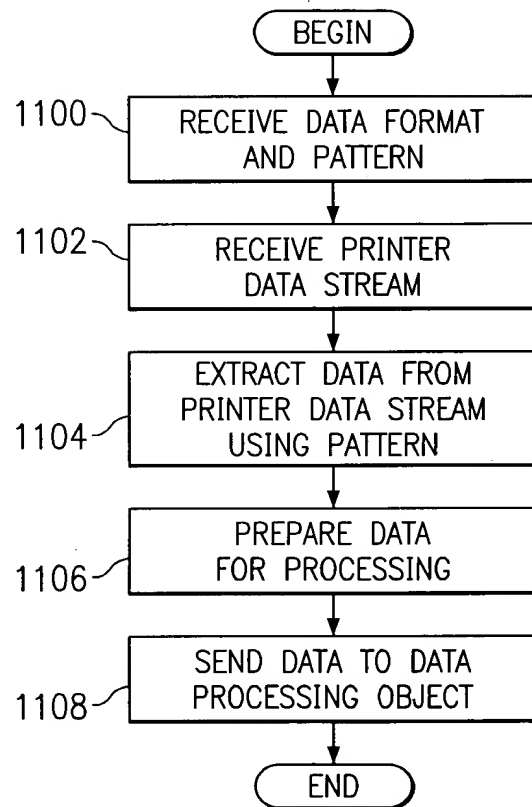 BEGIN
1100
RECEIVE DATA FORMAT
AND PATTERN
1102
RECEIVE PRINTER
DATA STREAM
EXTRACT DATA FROM
PRINTER DATA STREAM
USING PATTERN
1104
PREPARE DATA
FOR PROCESSING
1106
SEND DATA TO DATA
PROCESSING OBJECT
1108
END